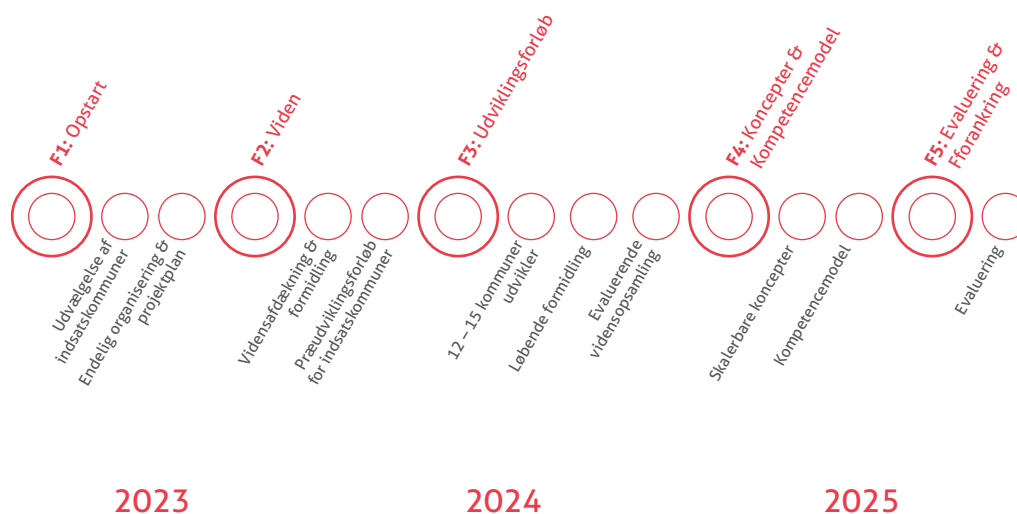 F1: Opstart
Udvælgelse af
indsatskommuner
Endelig organisering &
projektplan
F2: Viden
Vidensafdækning &
formidling
Præudviklingsforløb
for indsatskommuner
F3: Udviklingsforløb
12 – 15 kommuner
udvikler
Løbende formidling
Evaluerende
vidensopsamling
F4: Koncepter &
Kompetencemodel
Skalerbare koncepter
Kompetencemodel
F5: Evaluering &
Fforankring
Evaluering
2023
2024
2025